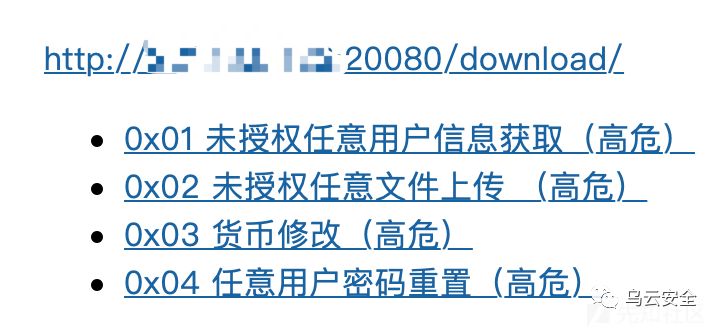 http://20080/download/
0x01 未授权任意用户信息获取（高危）
0x02 未授权任意文件上传 （高危）
0x03 货币修改（高危）
0x04 任意用户密码重置（高危）
乌云安全